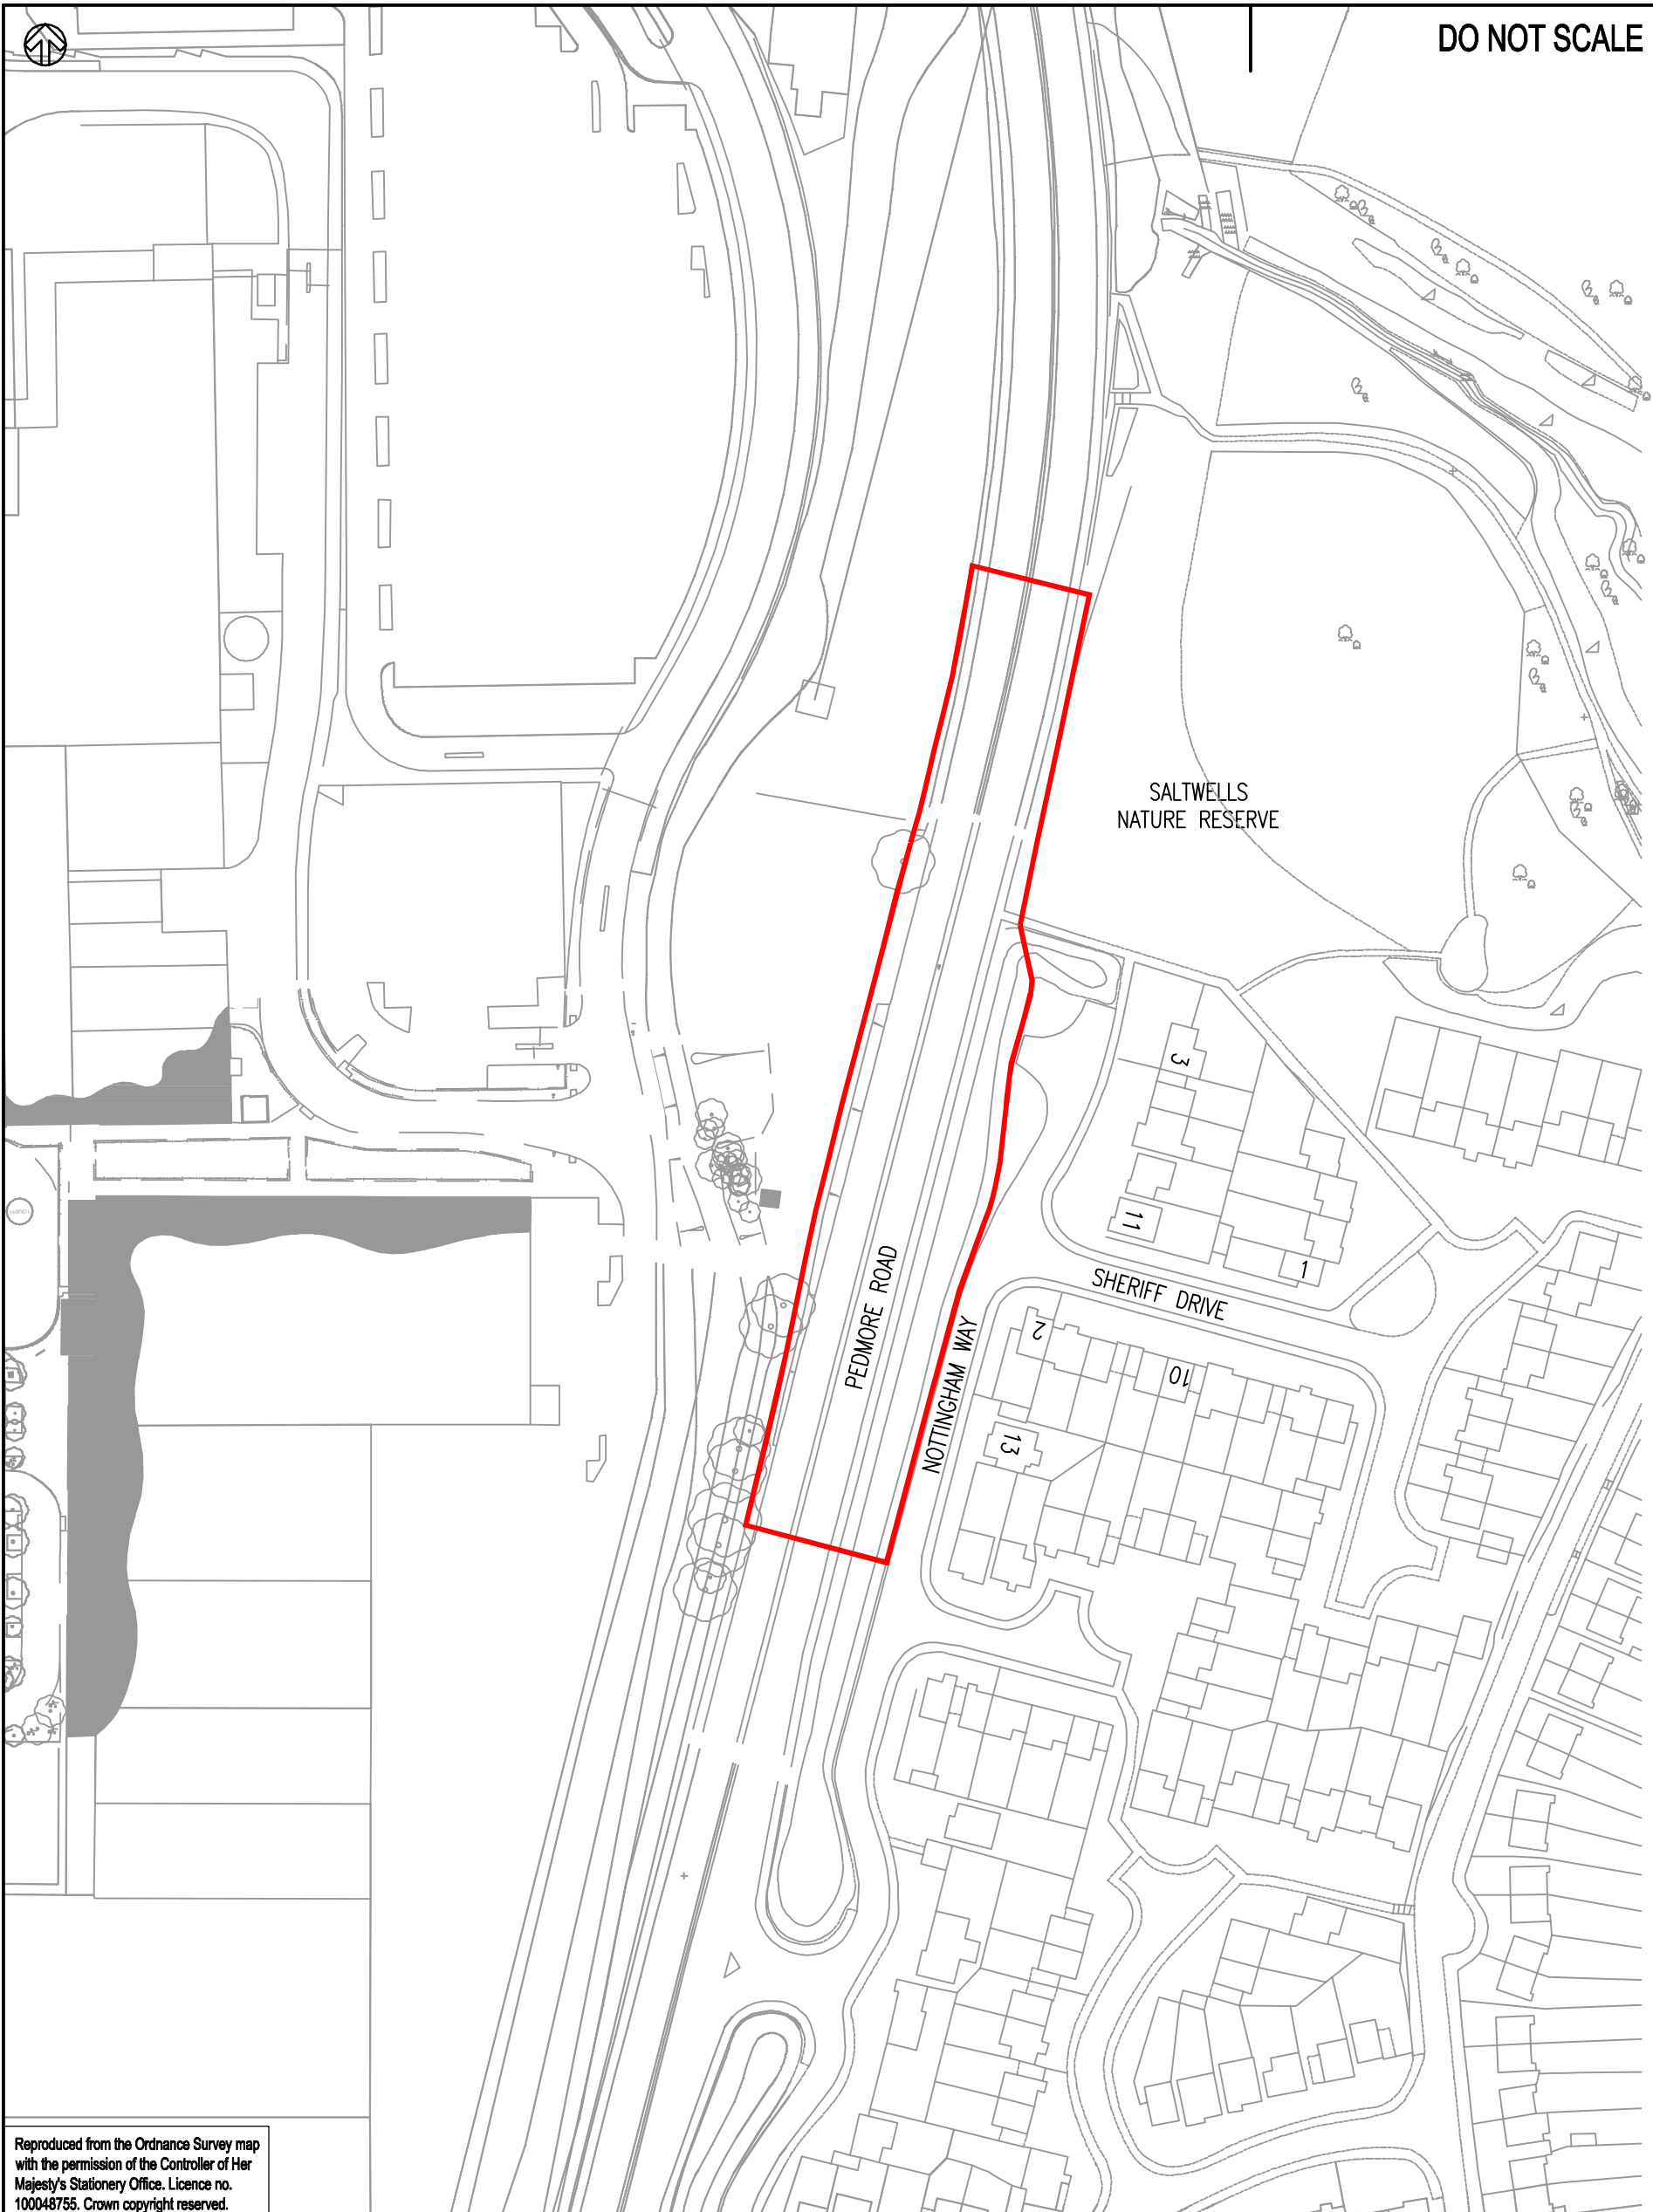 DO NOT SCALE
SALTWELLS
NATURE RESERVE
3
11
1
SHERIFF DRIVE
PEDMORE ROAD
2
10
NOTTINGHAM WAY
13
Reproduced from the Ordnance Survey map
with the permission of the Controller of Her
Majesty's Stationery Office. Licence no.
100048755. Crown copyright reserved.